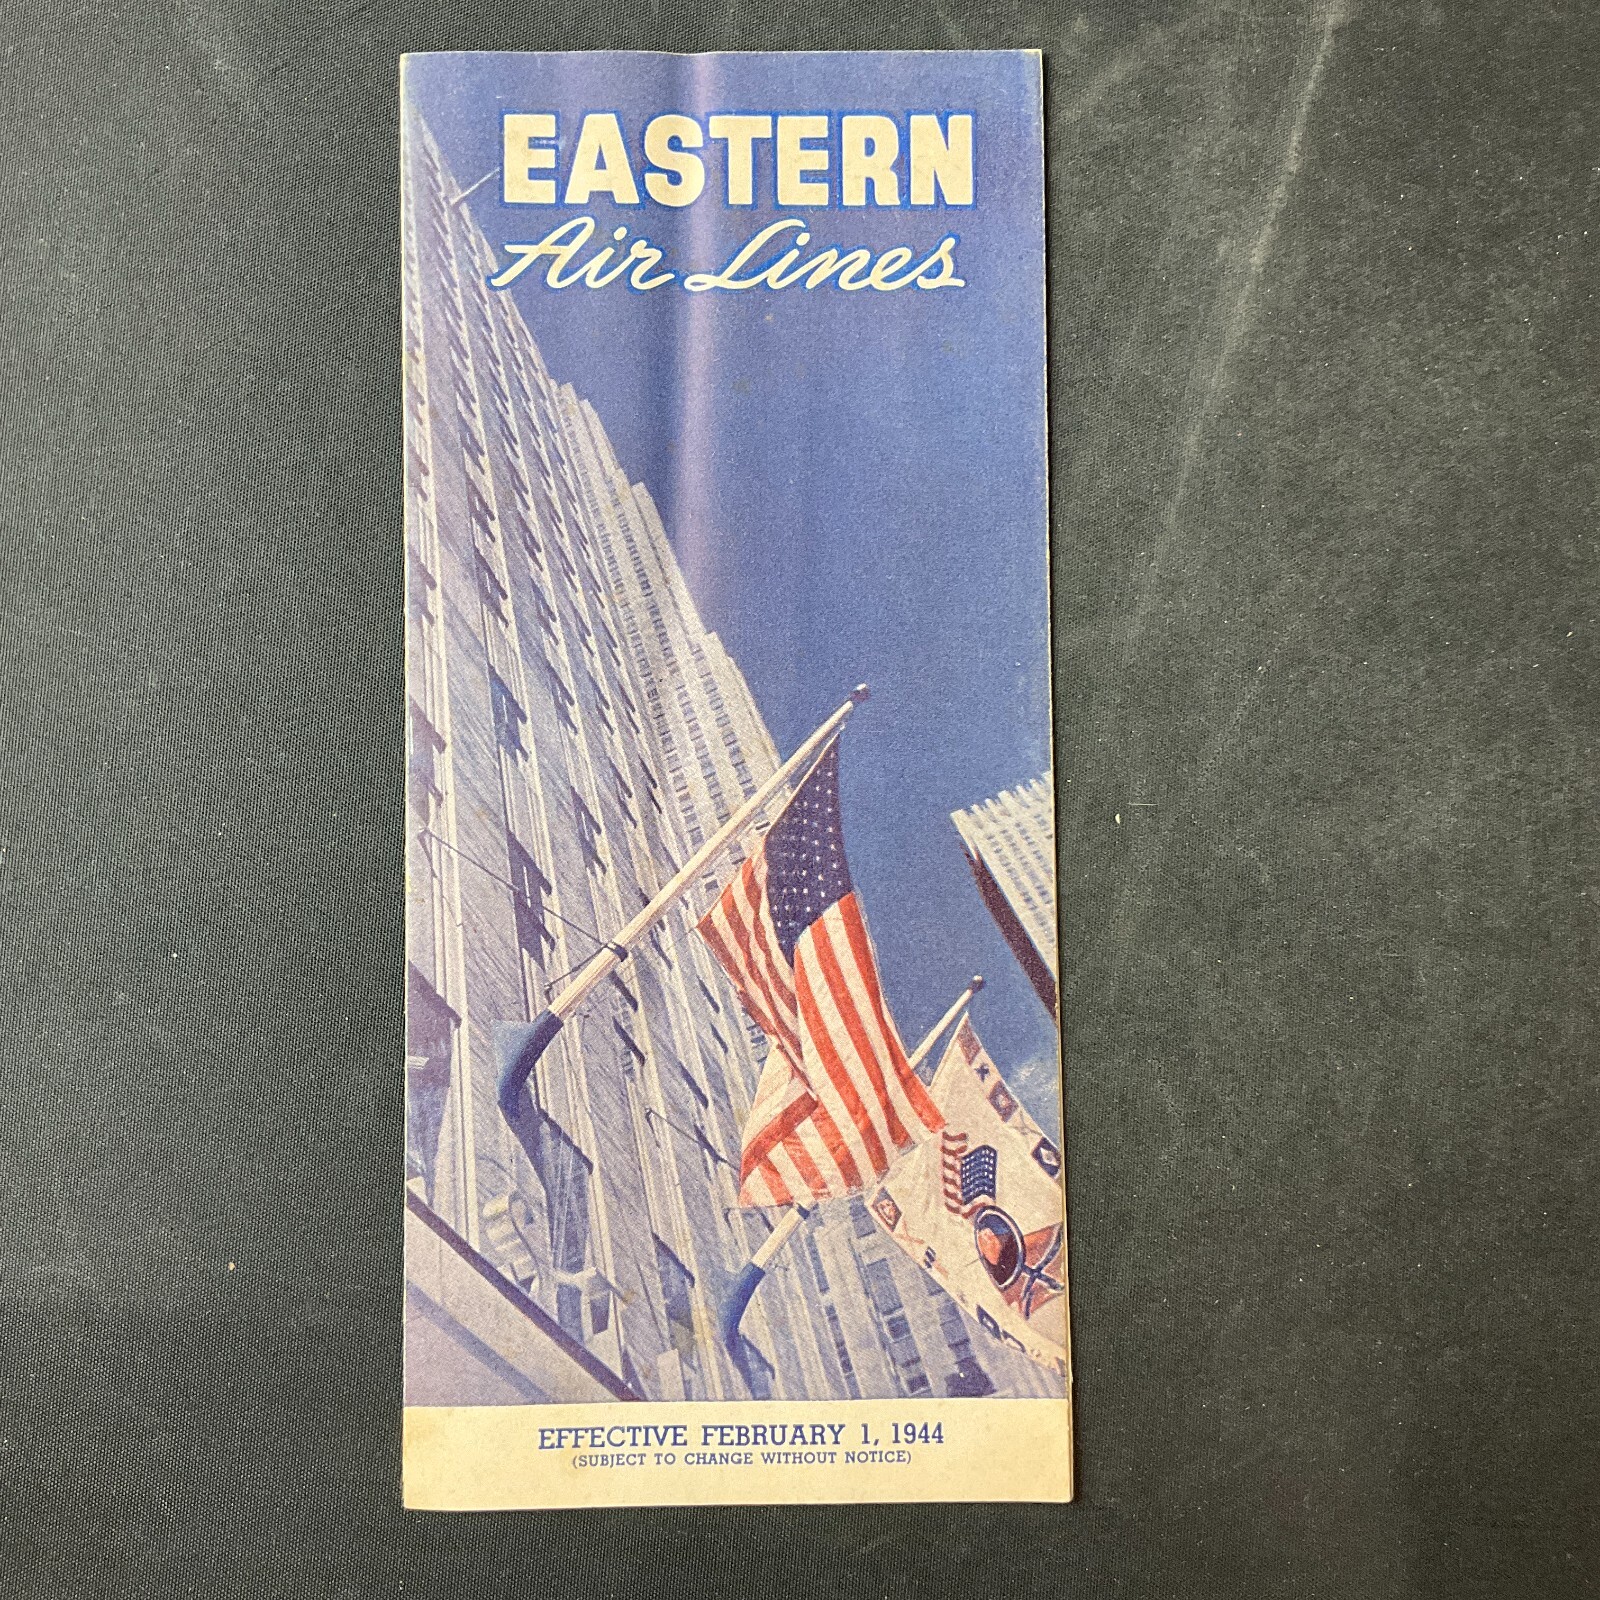 EASTERN
Air Lines
EFFECTIVE FEBRUARY 1, 1944
(SUBJECT TO CHANGE WITHOUT NOTICE)